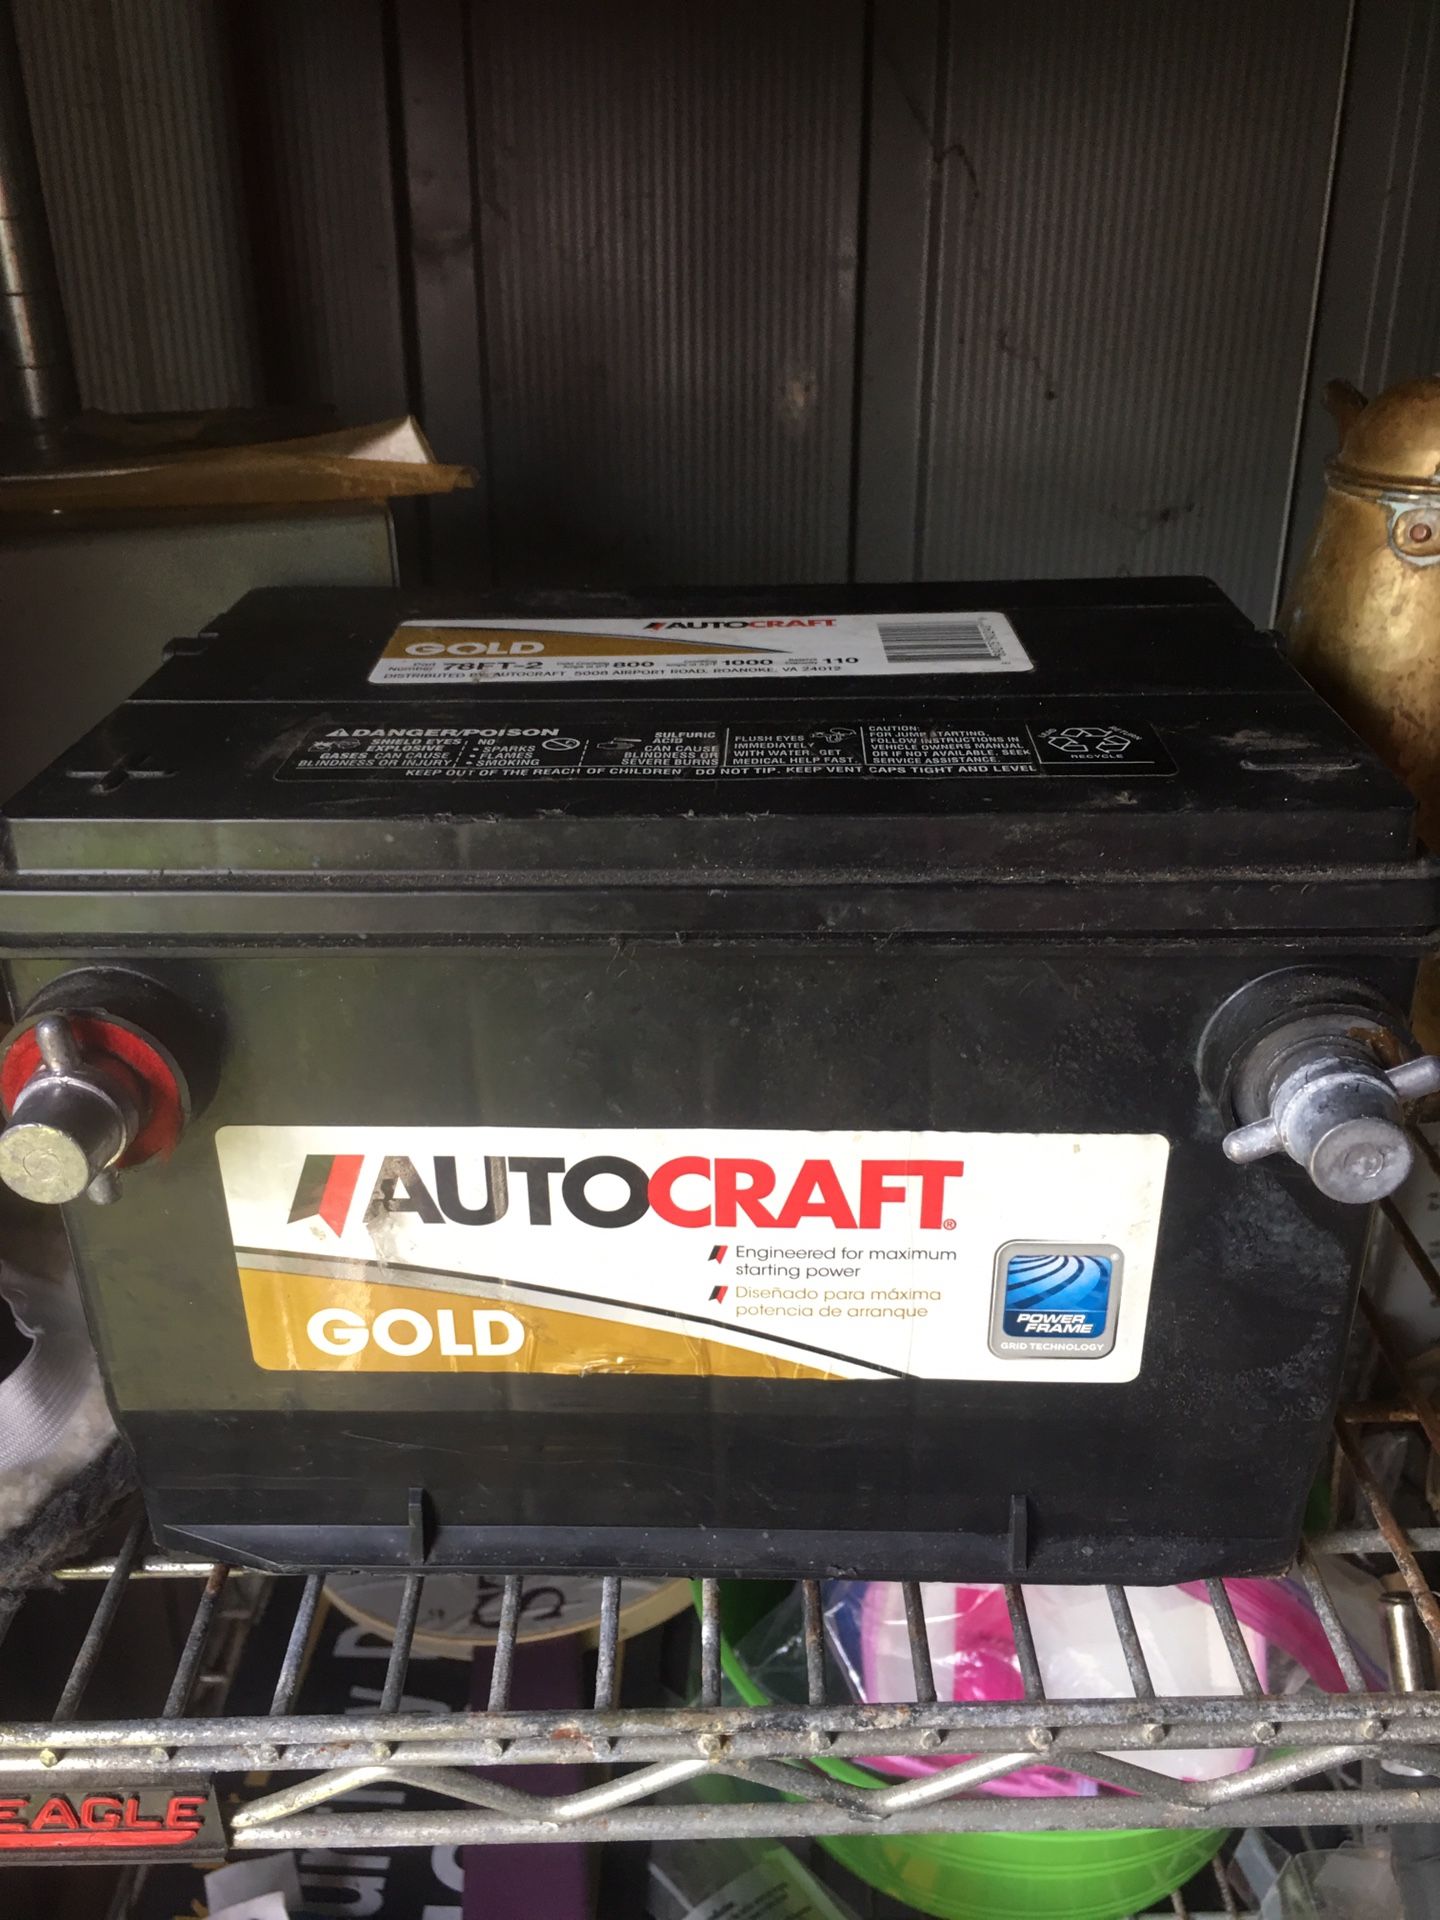 AUTOCRAFT
GOLD
Part Number 78FT-2 800 1000 110
DISTRIBUTED BY: AUTOCRAFT 5008 AIRPORT ROAD, ROANOKE, VA 24012
DANGER/POISON
SHIELD EYES
EXPLOSIVE
GASES CAN CAUSE
BLINDNESS OR INJURY
NO
• SPARKS
• FLAMES
• SMOKING
SULFURIC
ACID
CAN CAUSE
BLINDNESS OR
SEVERE BURNS
FLUSH EYES
IMMEDIATELY
WITH WATER. GET
MEDICAL HELP FAST.
CAUTION:
FOR JUMP STARTING,
FOLLOW INSTRUCTIONS IN
VEHICLE OWNERS MANUAL
OR IF NOT AVAILABLE, SEEK
SERVICE ASSISTANCE.
RETURN
RECYCLE
KEEP OUT OF THE REACH OF CHILDREN. DO NOT TIP. KEEP VENT CAPS TIGHT AND LEVEL
+
−
AUTOCRAFT®
Engineered for maximum
starting power
Diseñado para máxima
potencia de arranque
GOLD
POWER
FRAME
GRID TECHNOLOGY
EAGLE